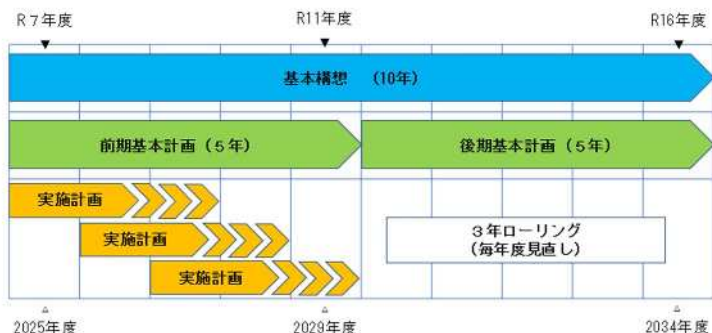 R7年度
R11年度
R16年度
基本構想 (10年)
前期基本計画(5年)
後期基本計画(5年)
実施計画
実施計画
実施計画
3年ローリング
(毎年度見直し)
2025年度
2029年度
2034年度